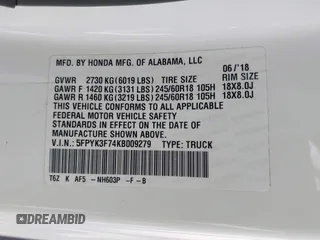 MFD. BY HONDA MFG. OF ALABAMA, LLC
06/'18
GVWR 2730 KG(6019 LBS) TIRE SIZE RIM SIZE
GAWR F 1420 KG(3131 LBS)245/60R18 105H 18X8.0J
GAWR R 1460 KG(3219 LBS)245/60R18 105H 18X8.0J
THIS VEHICLE CONFORMS TO ALL APPLICABLE
FEDERAL MOTOR VEHICLE SAFETY STANDARDS
IN EFFECT ON THE DATE OF MANUFACTURE
SHOWN ABOVE.
V.I.N.: 5FPYK3F74KB009279 TYPE: TRUCK
T6Z K AF5 -NH603P -F -B
DREAMBID